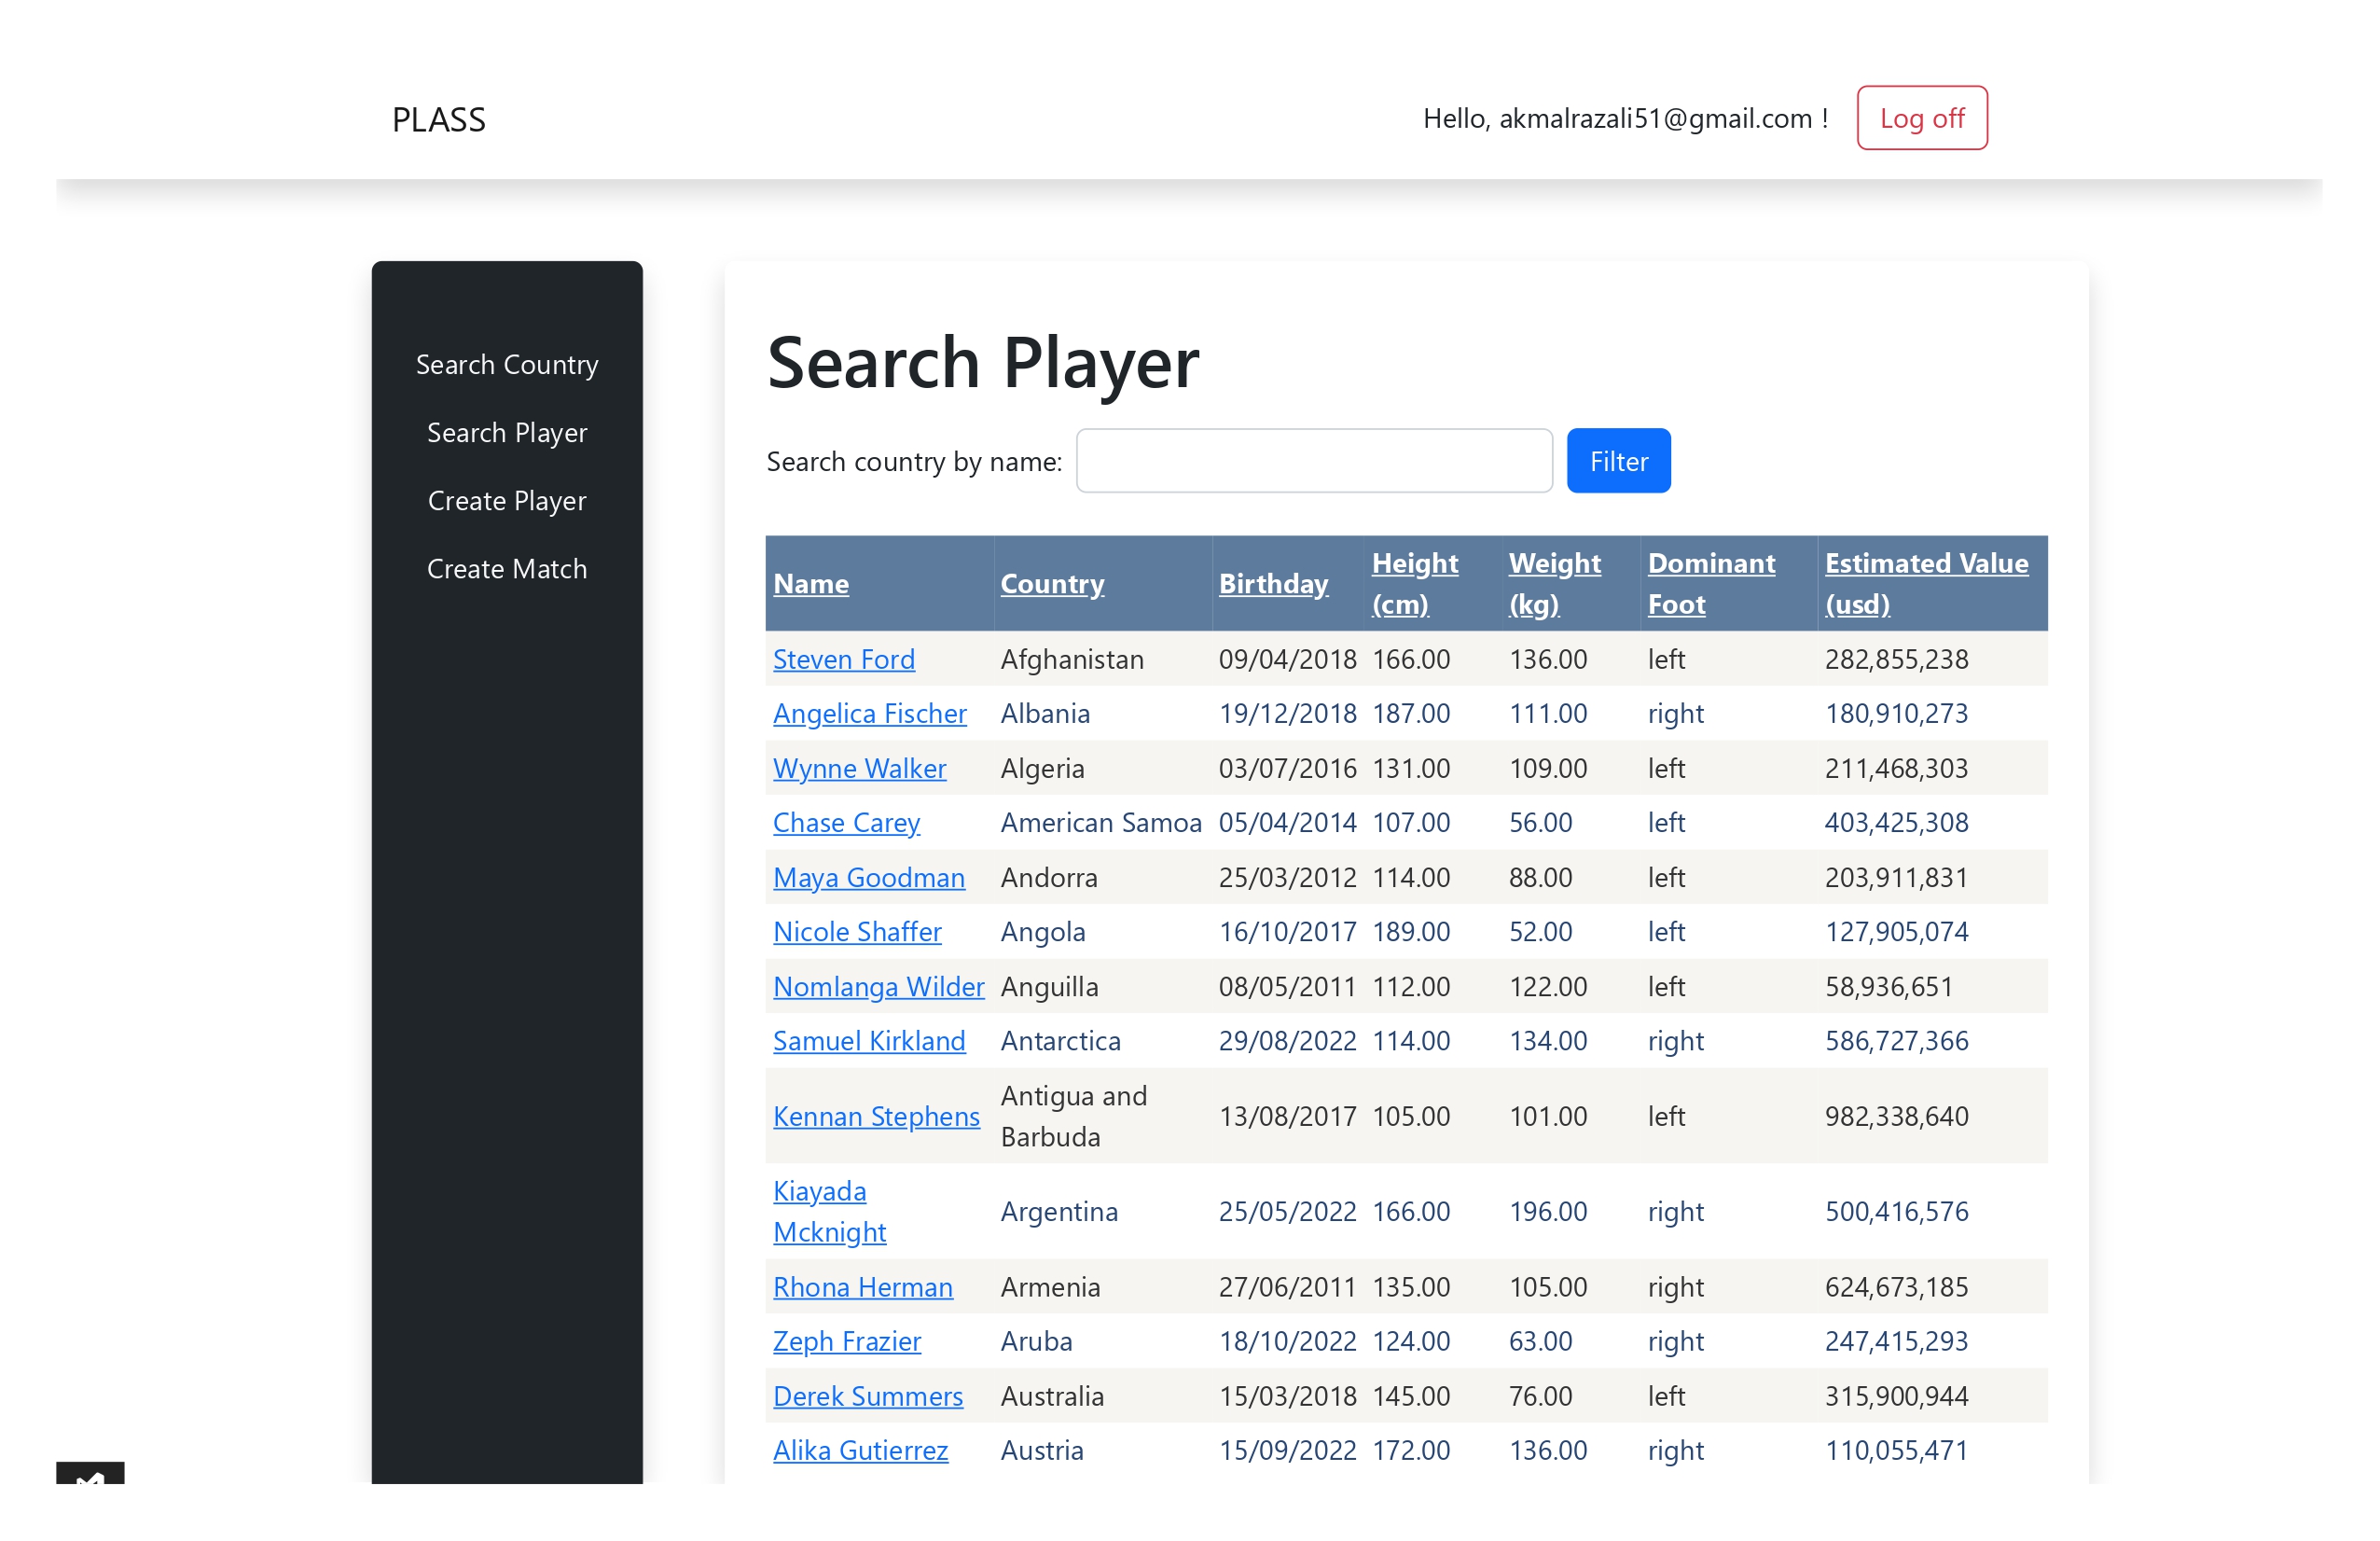 PLASS
Hello, akmalrazali51@gmail.com !
Log off
Search Country
Search Player
Create Player
Create Match
Search Player
Search country by name:
Filter
Name Country Birthday Height (cm) Weight (kg) Dominant Foot Estimated Value (usd)
Steven Ford Afghanistan 09/04/2018 166.00 136.00 left 282,855,238
Angelica Fischer Albania 19/12/2018 187.00 111.00 right 180,910,273
Wynne Walker Algeria 03/07/2016 131.00 109.00 left 211,468,303
Chase Carey American Samoa 05/04/2014 107.00 56.00 left 403,425,308
Maya Goodman Andorra 25/03/2012 114.00 88.00 left 203,911,831
Nicole Shaffer Angola 16/10/2017 189.00 52.00 left 127,905,074
Nomlanga Wilder Anguilla 08/05/2011 112.00 122.00 left 58,936,651
Samuel Kirkland Antarctica 29/08/2022 114.00 134.00 right 586,727,366
Kennan Stephens Antigua and Barbuda 13/08/2017 105.00 101.00 left 982,338,640
Kiayada Mcknight Argentina 25/05/2022 166.00 196.00 right 500,416,576
Rhona Herman Armenia 27/06/2011 135.00 105.00 right 624,673,185
Zeph Frazier Aruba 18/10/2022 124.00 63.00 right 247,415,293
Derek Summers Australia 15/03/2018 145.00 76.00 left 315,900,944
Alika Gutierrez Austria 15/09/2022 172.00 136.00 right 110,055,471